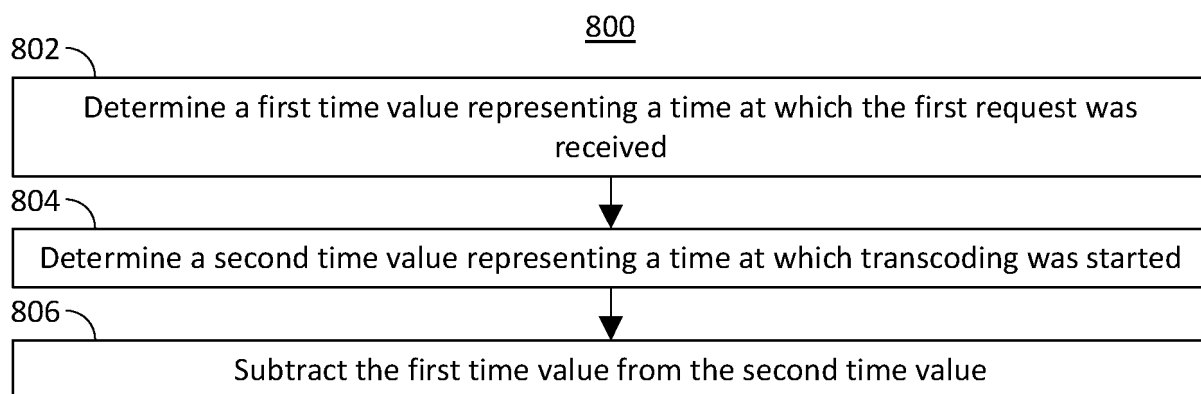 800
802
Determine a first time value representing a time at which the first request was
received
804
Determine a second time value representing a time at which transcoding was started
806
Subtract the first time value from the second time value